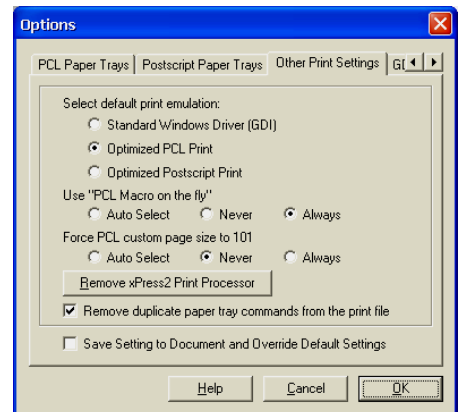 Options
PCL Paper Trays Postscript Paper Trays Other Print Settings
Select default print emulation:
Standard Windows Driver (GDI)
Optimized PCL Print
Optimized Postscript Print
Use "PCL Macro on the fly"
Auto Select Never Always
Force PCL custom page size to 101
Auto Select Never Always
Remove xPress2 Print Processor
Remove duplicate paper tray commands from the print file
Save Setting to Document and Override Default Settings
Help Cancel OK